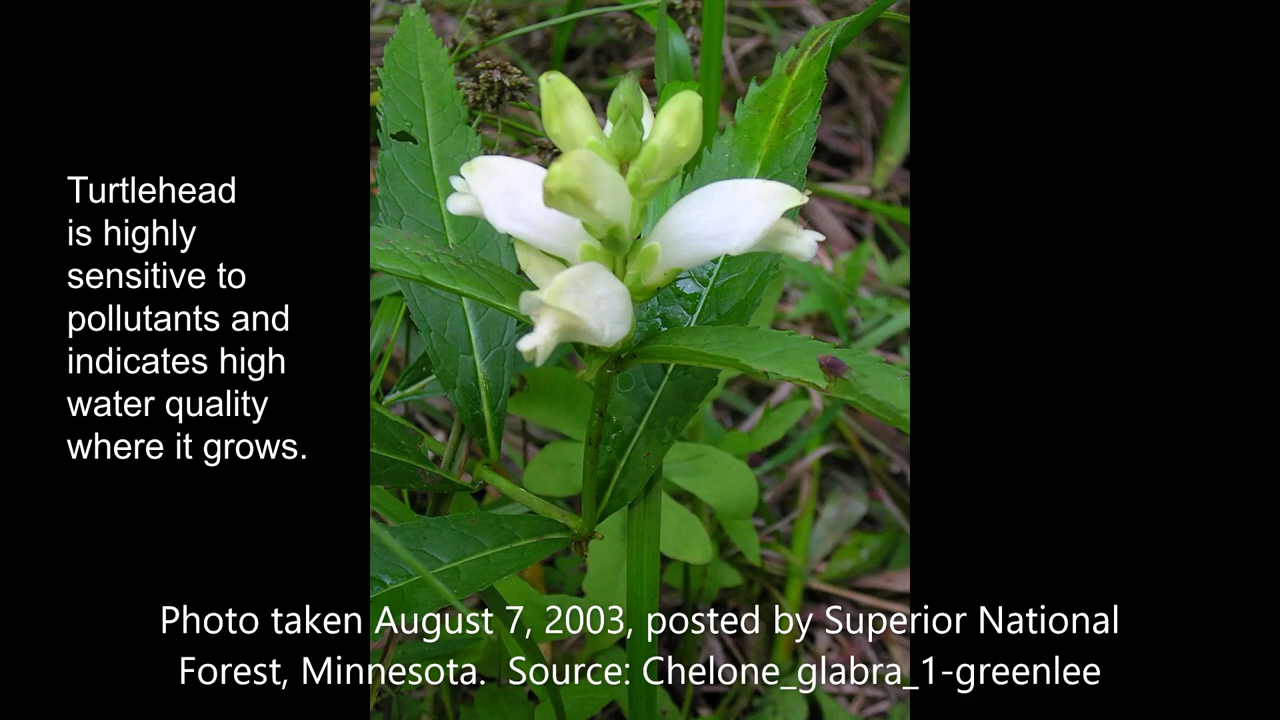 Turtlehead
is highly
sensitive to
pollutants and
indicates high
water quality
where it grows.
Photo taken August 7, 2003, posted by Superior National
Forest, Minnesota.  Source: Chelone_glabra_1-greenlee